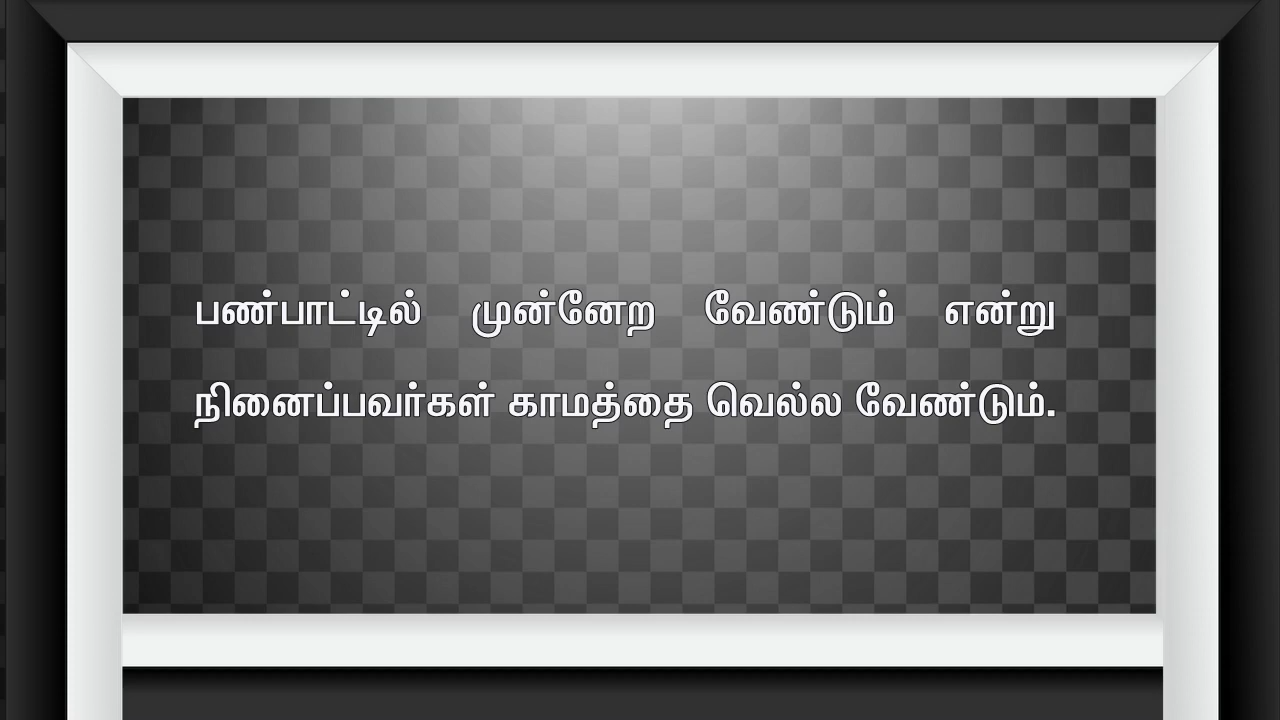 பண்பாட்டில் முன்னேற வேண்டும் என்று
நினைப்பவர்கள் காமத்தை வெல்ல வேண்டும்.